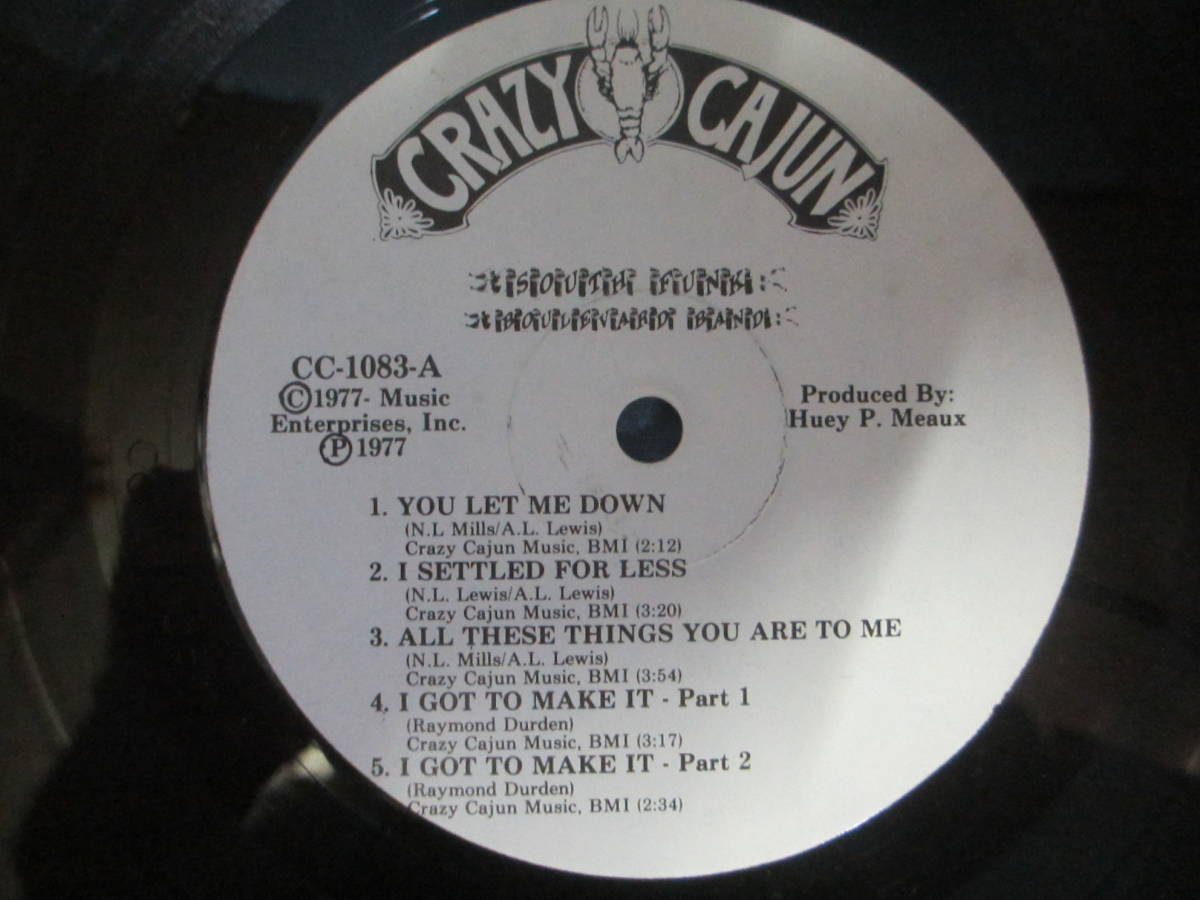 CRAZY CAJUN
SOUTH FUNK
BOULEVARD BAND
CC-1083-A
©1977- Music
Enterprises, Inc.
℗ 1977
Produced By:
Huey P. Meaux
1. YOU LET ME DOWN
(N.L Mills/A.L. Lewis)
Crazy Cajun Music, BMI (2:12)
2. I SETTLED FOR LESS
(N.L. Lewis/A.L. Lewis)
Crazy Cajun Music, BMI (3:20)
3. ALL THESE THINGS YOU ARE TO ME
(N.L. Mills/A.L. Lewis)
Crazy Cajun Music, BMI (3:54)
4. I GOT TO MAKE IT - Part 1
(Raymond Durden)
Crazy Cajun Music, BMI (3:17)
5. I GOT TO MAKE IT - Part 2
(Raymond Durden)
Crazy Cajun Music, BMI (2:34)